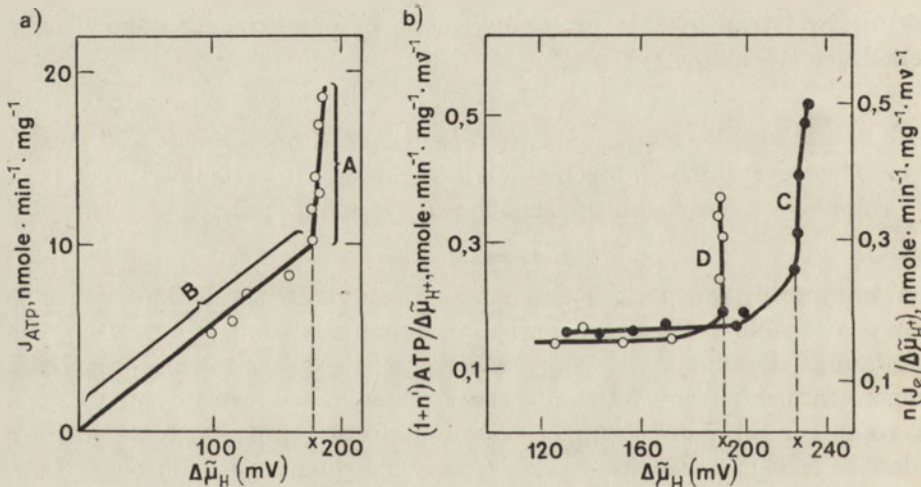 a)
20
10
0
J_ATP, nmole · min⁻¹ · mg⁻¹
A
B
100
x
200
Δμ̃_H (mV)
b)
0,5
0,3
0,1
(1+n')ATP/Δμ̃_H+, nmole · min⁻¹ · mg⁻¹ · mv⁻¹
D
C
120
160
x
200
x
240
Δμ̃_H (mV)
0,5
0,3
0,1
n(J_e/Δμ̃_H), nmol · min⁻¹ · mg⁻¹ · mv⁻¹